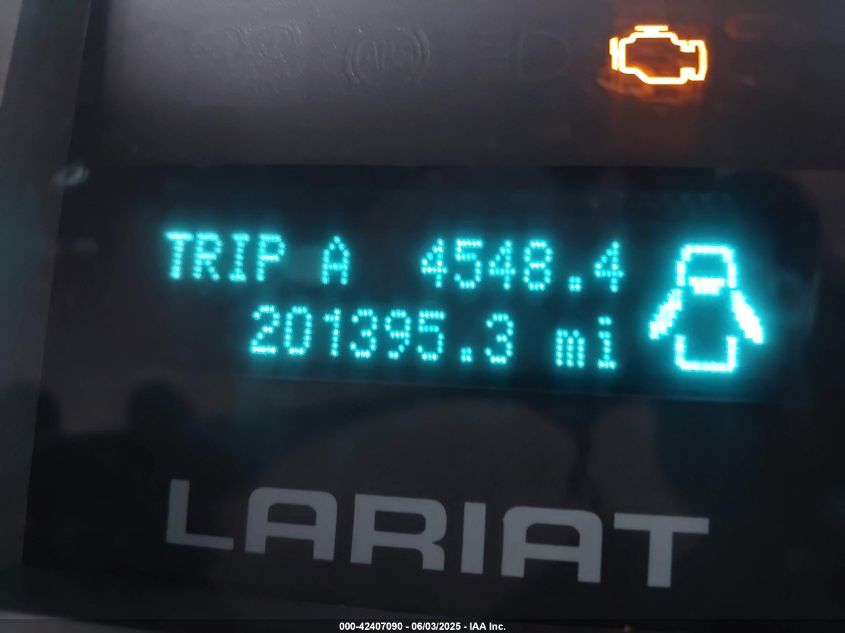 TRIP A 4548.4
201395.3 mi
LARIAT
000-42407090 - 06/03/2025 - IAA Inc.